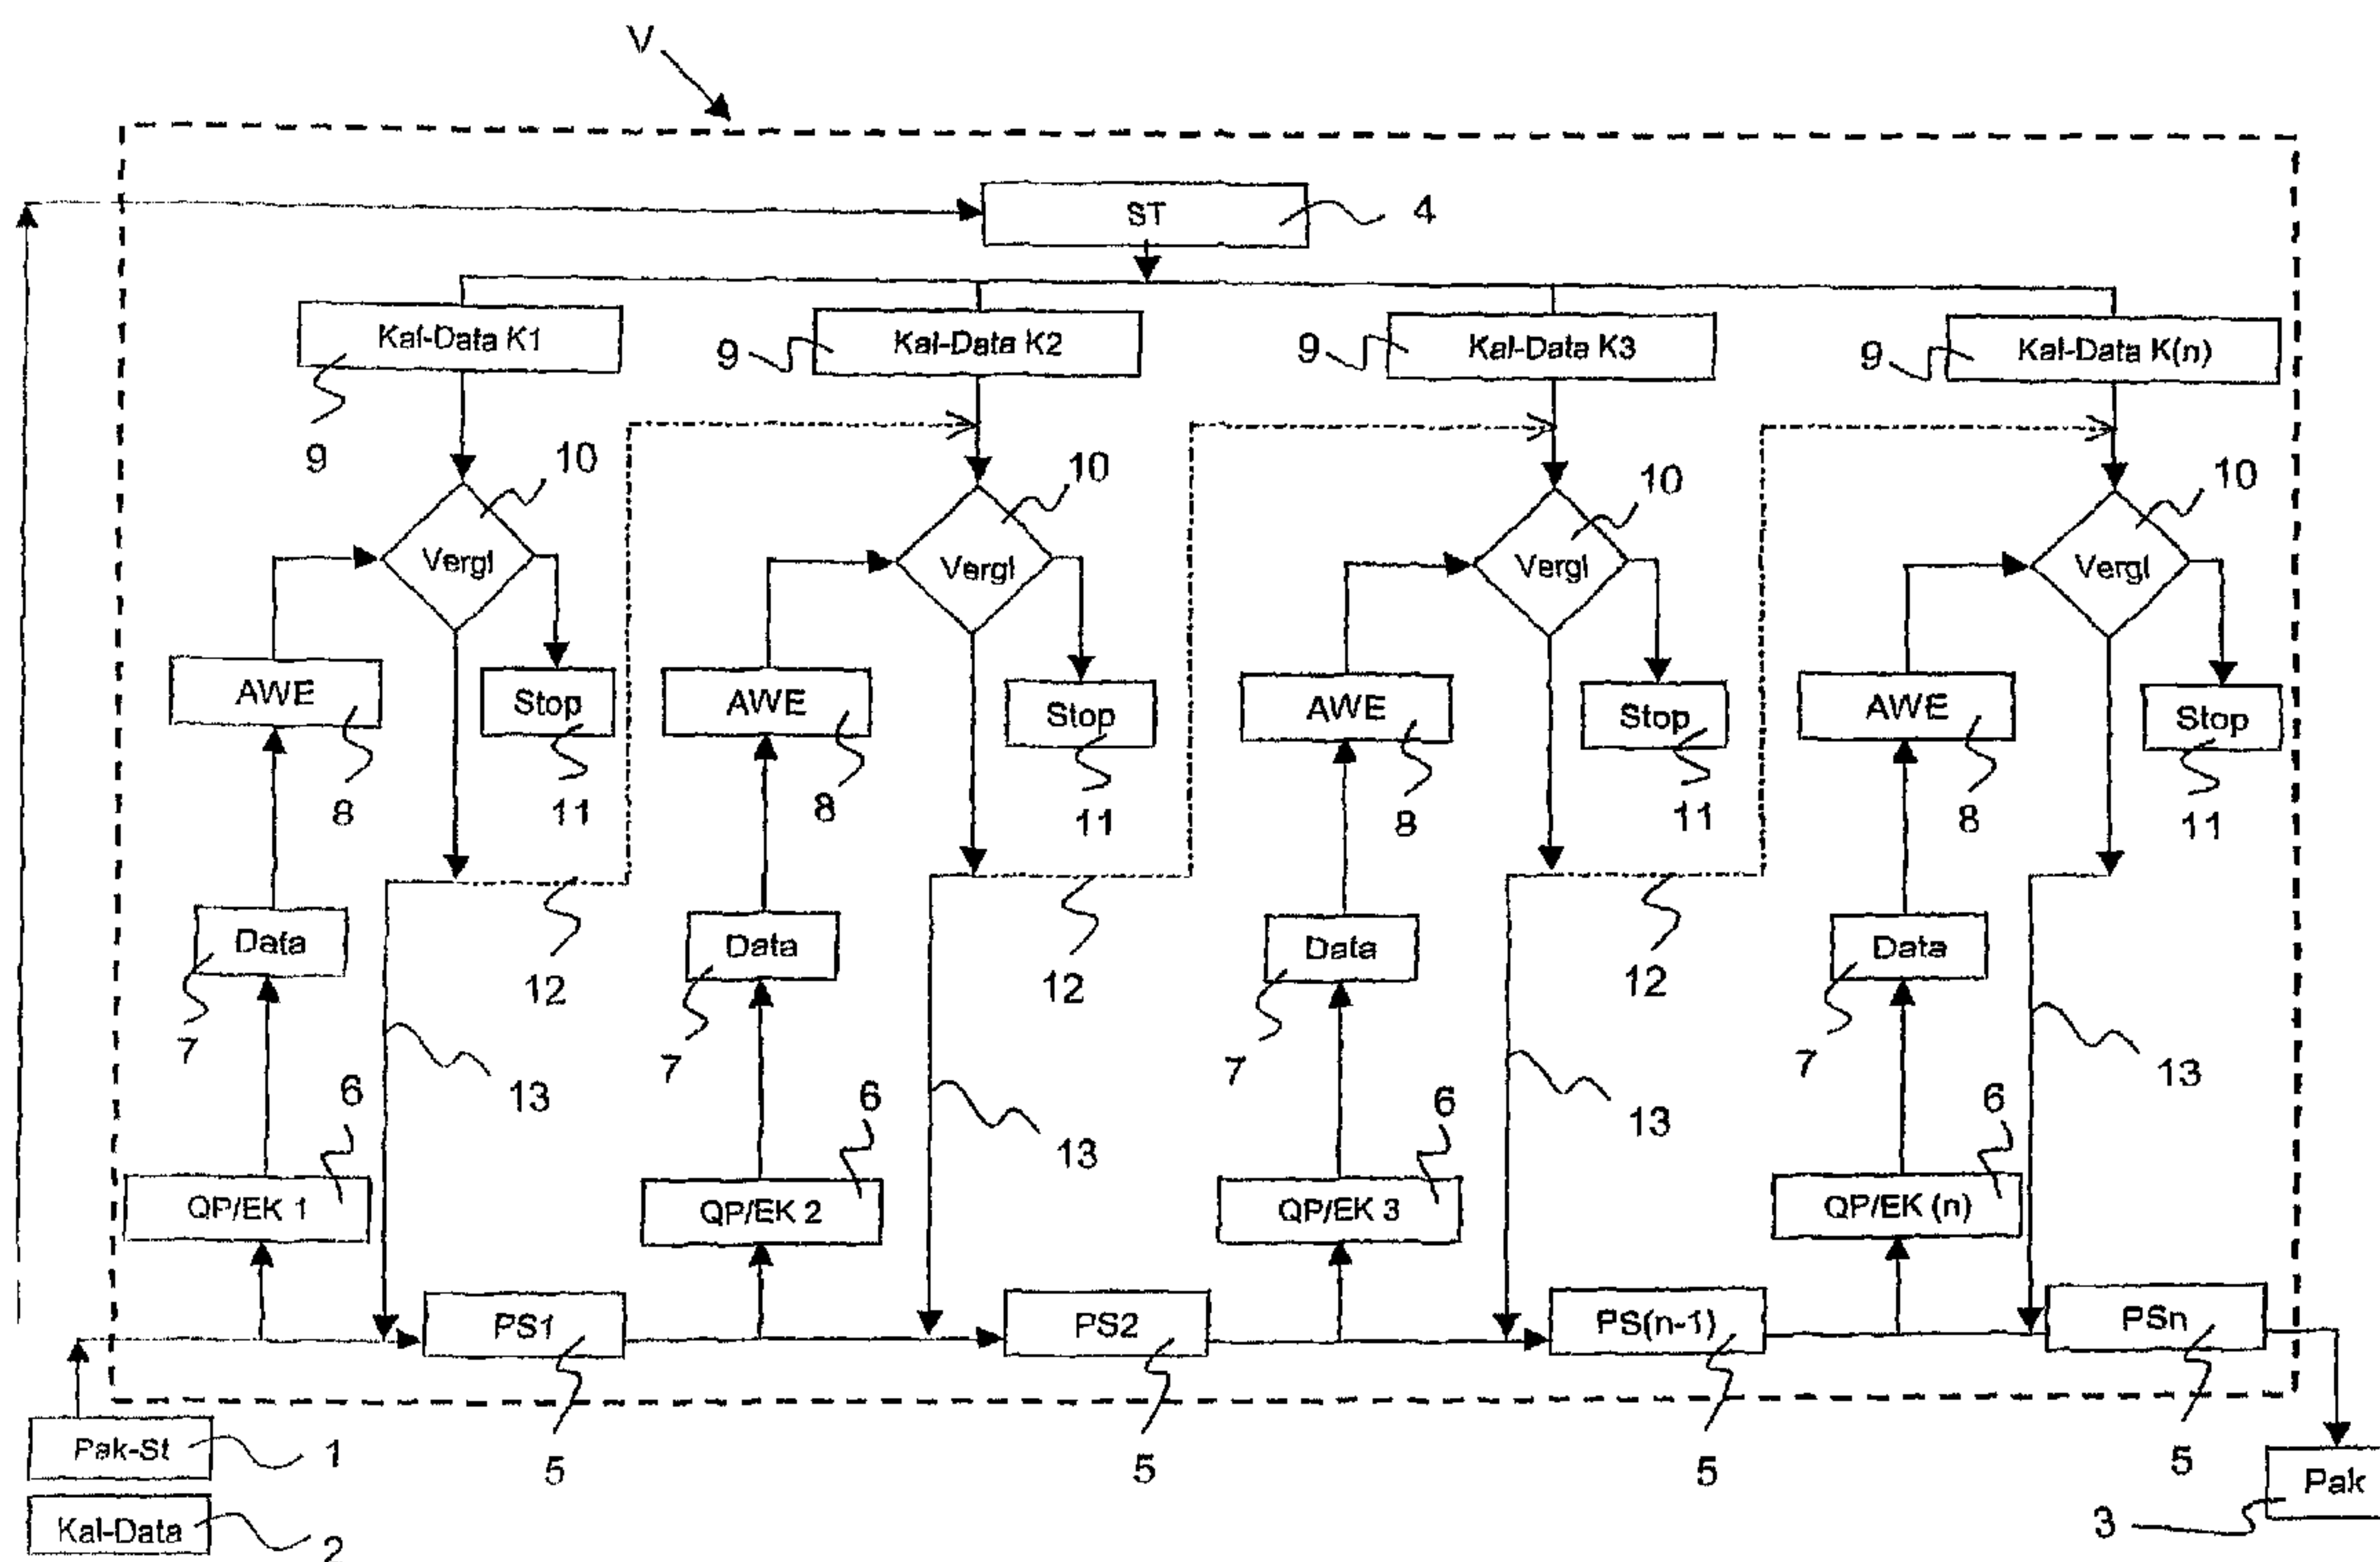 V
ST
4
Kal-Data K1
9
Kal-Data K2
9
Kal-Data K3
9
Kal-Data K(n)
9
10
10
10
10
Vergl
Vergl
Vergl
Vergl
AWE
Stop
AWE
Stop
AWE
Stop
AWE
Stop
8
11
8
11
8
11
8
11
Data
Data
Data
Data
7
12
7
12
7
12
7
13
13
13
13
6
6
6
6
QP/EK 1
QP/EK 2
QP/EK 3
QP/EK (n)
PS1
PS2
PS(n-1)
PSn
5
5
5
5
Pak-St
1
Pak
3
Kal-Data
2